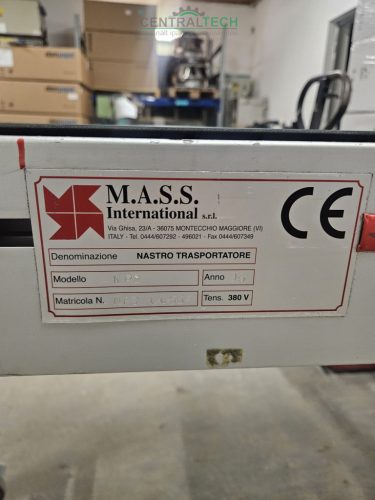 CENTRALTECH
M.A.S.S.
International s.r.l.
Via Ghisa, 23/A - 36075 MONTECCHIO MAGGIORE (VI)
ITALY - Tel. 0444/607292 - 496021 - Fax 0444/607349
CE
Denominazione NASTRO TRASPORTATORE
Modello Anno
Matricola N. Tens. 380 V